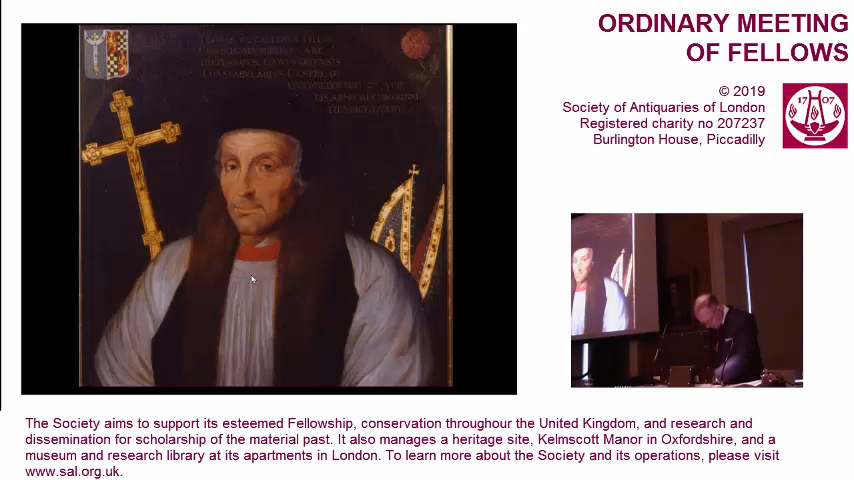 ORDINARY MEETING
OF FELLOWS
© 2019
Society of Antiquaries of London
Registered charity no 207237
Burlington House, Piccadilly
17 07
The Society aims to support its esteemed Fellowship, conservation throughour the United Kingdom, and research and
dissemination for scholarship of the material past. It also manages a heritage site, Kelmscott Manor in Oxfordshire, and a
museum and research library at its apartments in London. To learn more about the Society and its operations, please visit
www.sal.org.uk.